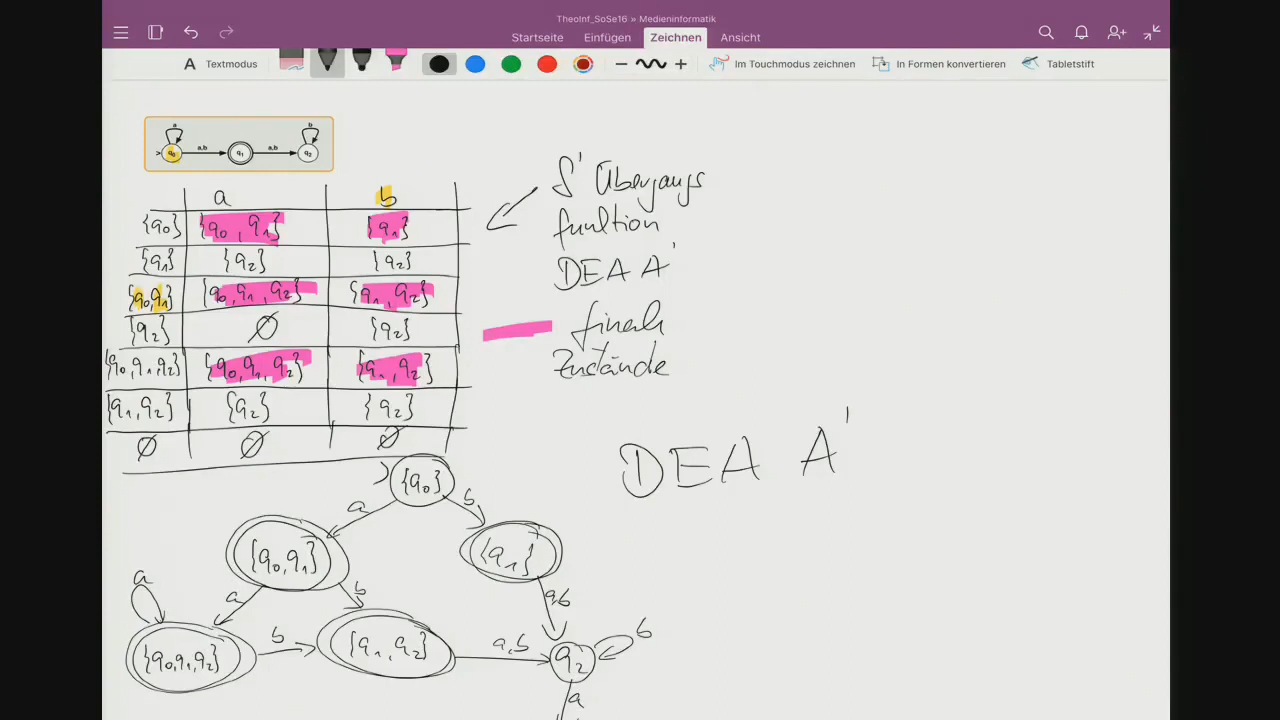 TheoInf_SoSe16 » Medieninformatik
Startseite Einfügen Zeichnen Ansicht
A Textmodus Im Touchmodus zeichnen In Formen konvertieren Tabletstift
a b
> q₀ a,b q₁ a,b q₂
a b
{q₀} {q₀, q₁} {q₁}
{q₁} {q₂} {q₂}
{q₀,q₁} {q₀,q₁,q₂} {q₁,q₂}
{q₂} ∅ {q₂}
{q₀,q₁,q₂} {q₀,q₁,q₂} {q₁,q₂}
{q₁,q₂} {q₂} {q₂}
∅ ∅ ∅
δ' Übergangs
funktion
DEA A'
finale
Zustände
DEA A'
> {q₀}
a b
{q₀,q₁} {q₁}
a a b a,b
{q₀,q₁,q₂} b {q₁,q₂} a,b q₂ b
a